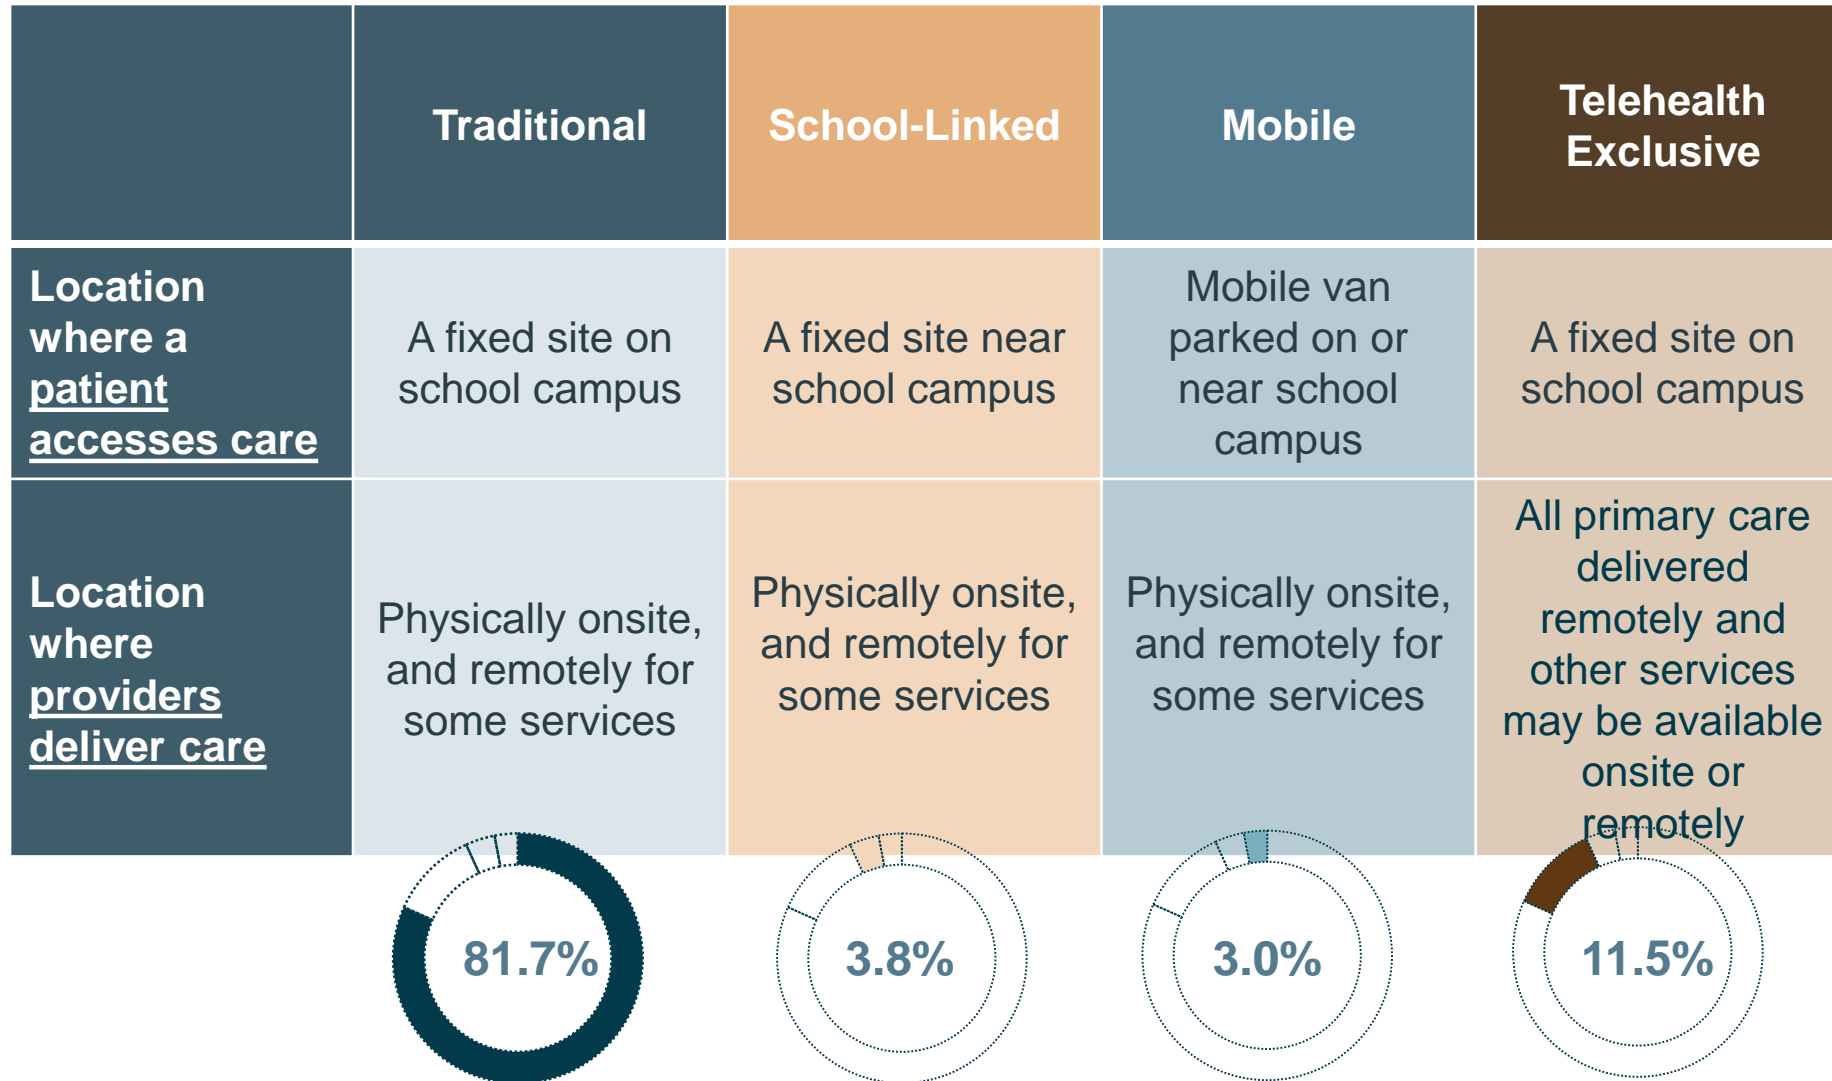 Traditional
School-Linked
Mobile
Telehealth
Exclusive
Location
where a
patient
accesses care
A fixed site on
school campus
A fixed site near
school campus
Mobile van
parked on or
near school
campus
A fixed site on
school campus
Location
where
providers
deliver care
Physically onsite,
and remotely for
some services
Physically onsite,
and remotely for
some services
Physically onsite,
and remotely for
some services
All primary care
delivered
remotely and
other services
may be available
onsite or
remotely
81.7%
3.8%
3.0%
11.5%